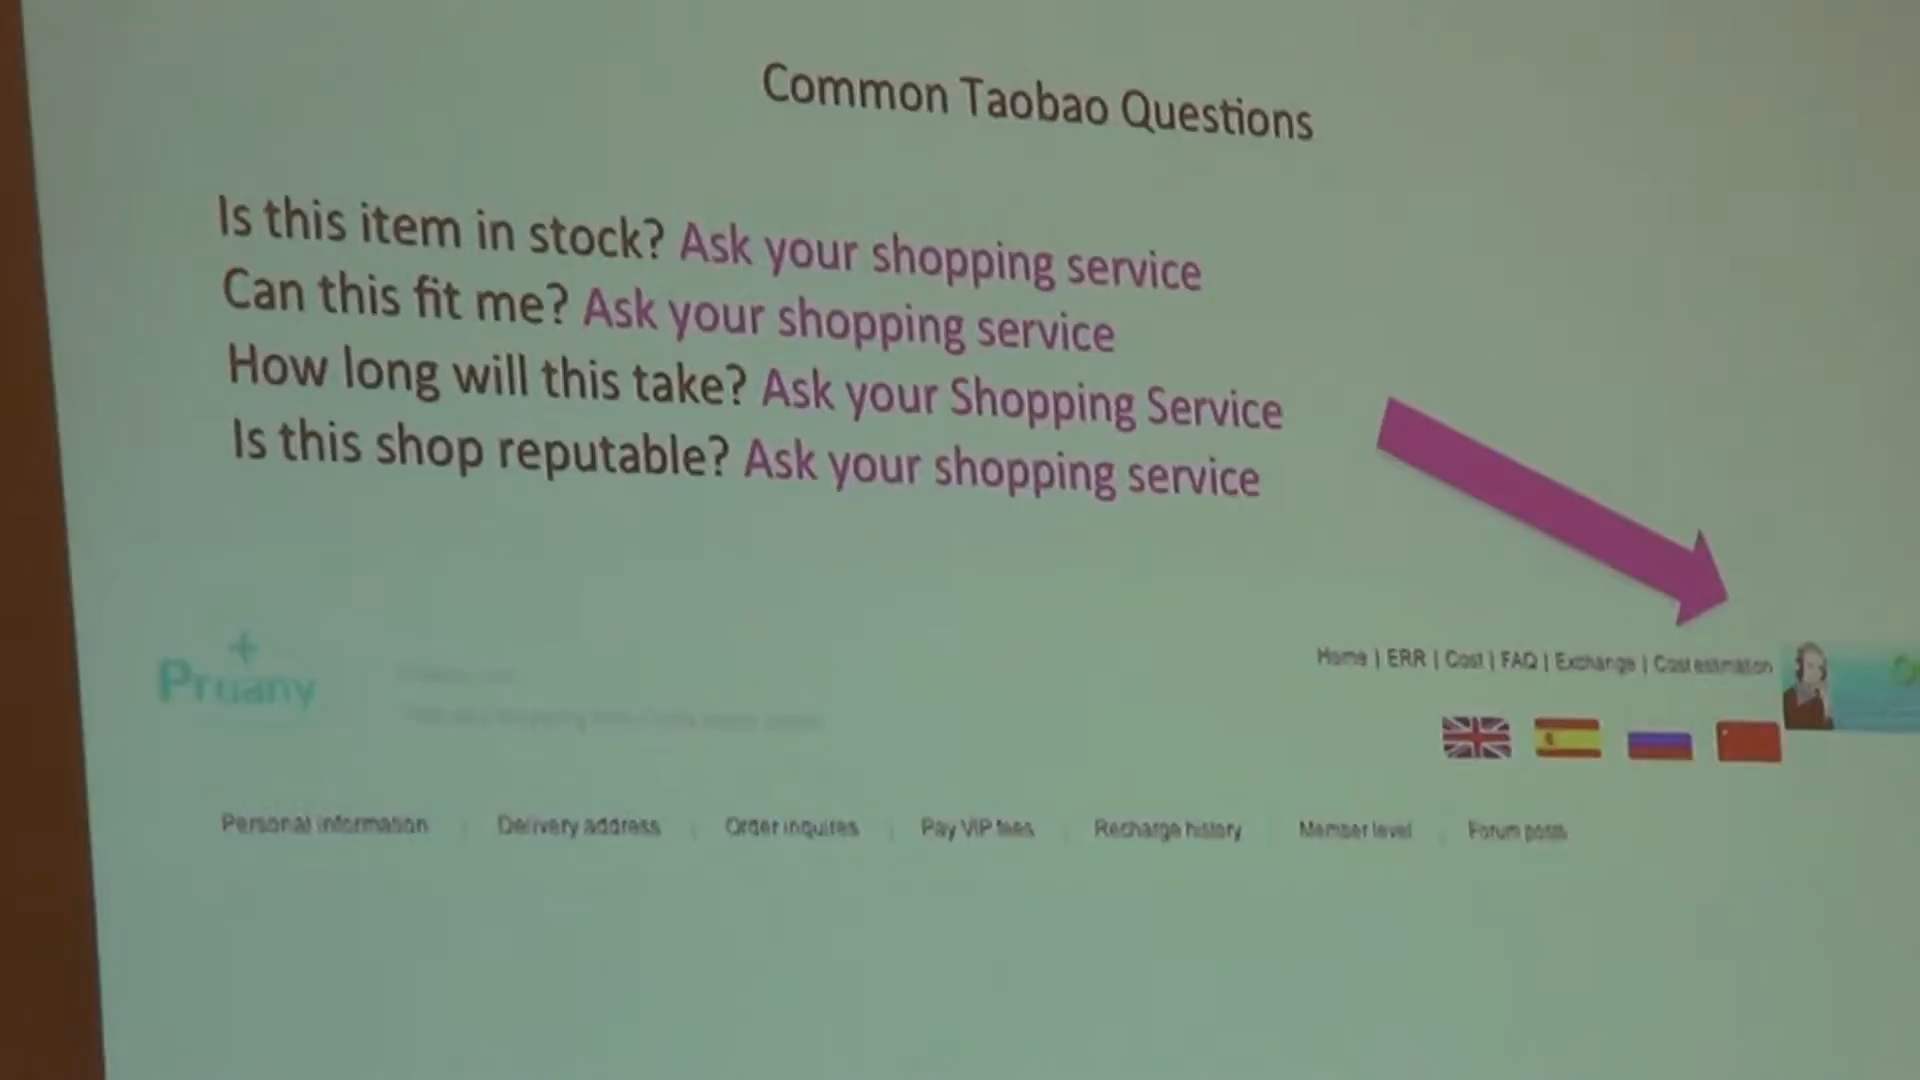 Common Taobao Questions
Is this item in stock? Ask your shopping service
Can this fit me? Ask your shopping service
How long will this take? Ask your Shopping Service
Is this shop reputable? Ask your shopping service
Pruany
Home | ERR | Cost | FAQ | Exchange | Cost estimation
Personal information
Delivery address
Order inquires
Pay VIP fees
Recharge history
Member level
Forum posts